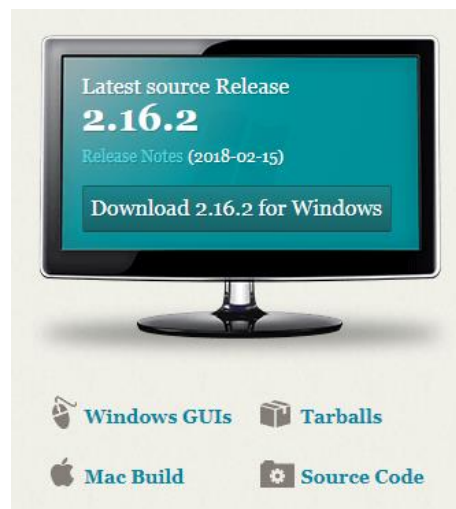 Latest source Release
2.16.2
Release Notes (2018-02-15)
Download 2.16.2 for Windows
Windows GUIs
Tarballs
Mac Build
Source Code